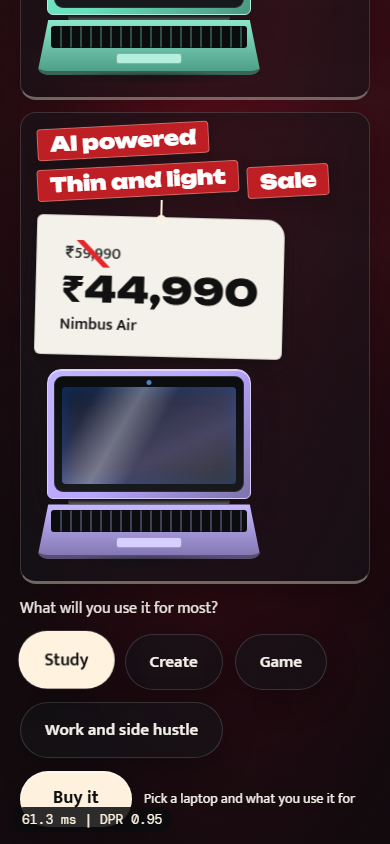 AI powered
Thin and light Sale
₹59,990
₹44,990
Nimbus Air
What will you use it for most?
Study Create Game
Work and side hustle
Buy it Pick a laptop and what you use it for
61.3 ms | DPR 0.95